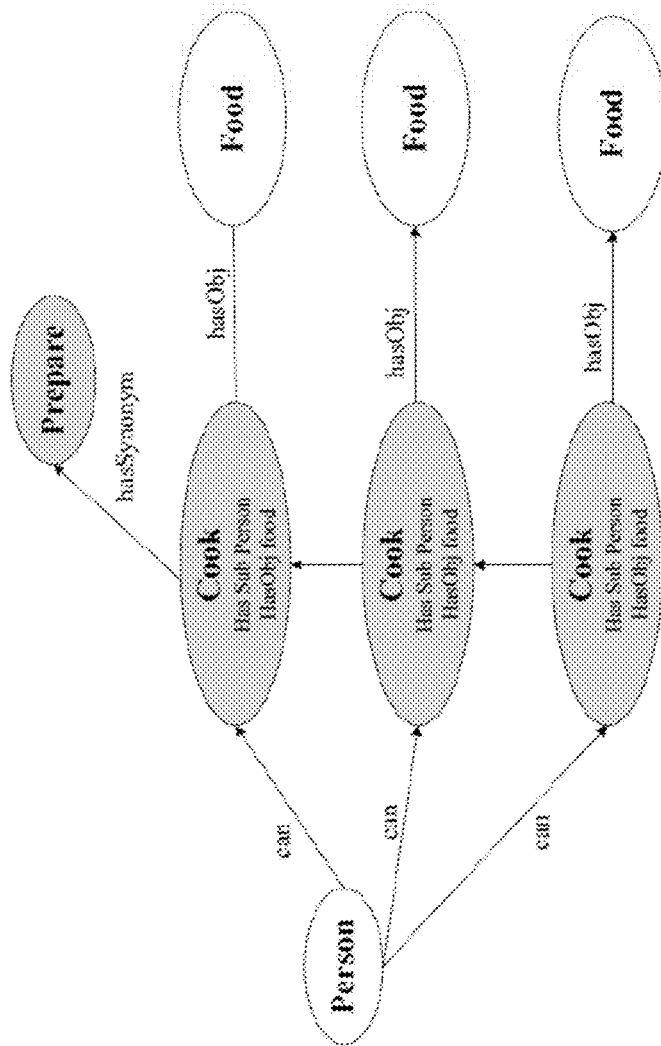 Prepare
hasSynonym
can
Cook
Has Sub Person
HasObj food
hasObj
Food
Person
can
Cook
Has Sub Person
HasObj food
hasObj
Food
can
Cook
Has Sub Person
HasObj food
hasObj
Food